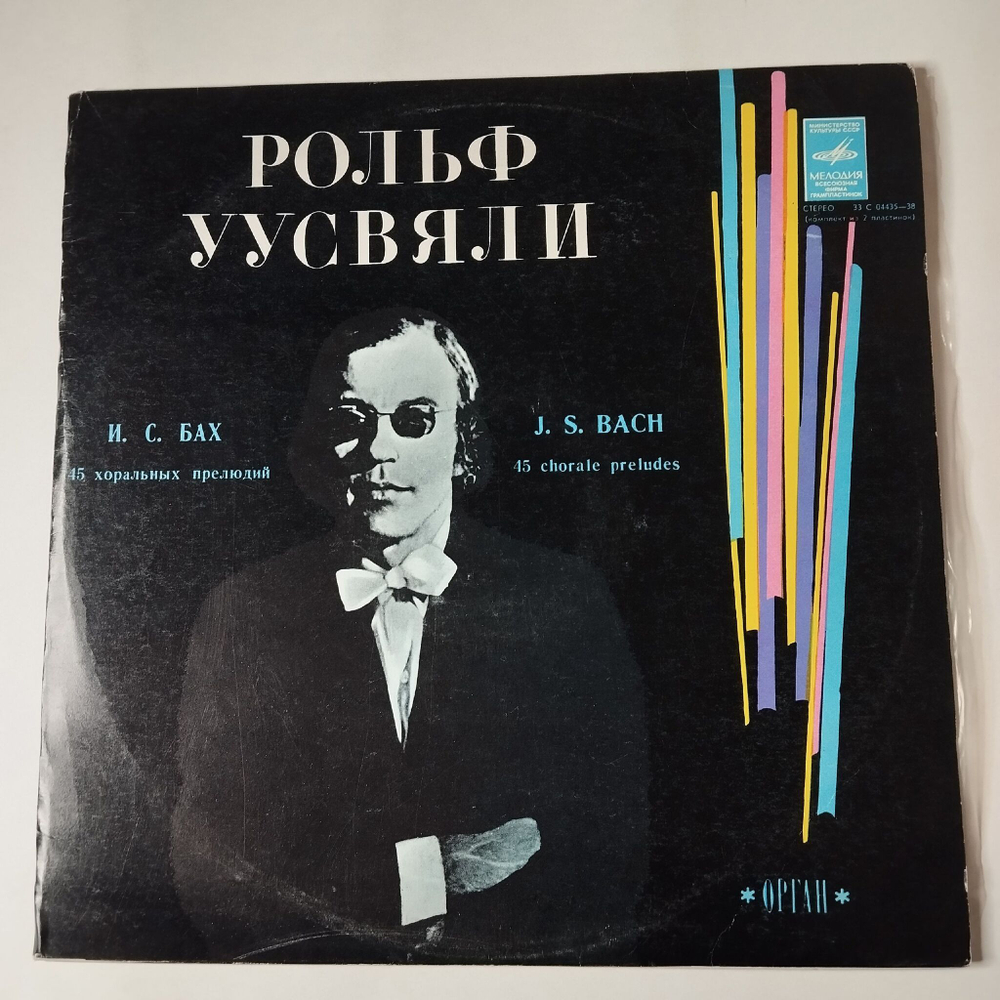 РОЛЬФ
УУСВЯЛИ
МИНИСТЕРСТВО
КУЛЬТУРЫ СССР
МЕЛОДИЯ
ВСЕСОЮЗНАЯ
ФИРМА
ГРАМПЛАСТИНОК
СТЕРЕО 33 С 04435—38
(комплект из 2 пластинок)
И. С. БАХ
45 хоральных прелюдий
J. S. BACH
45 chorale preludes
*ОРГАН*